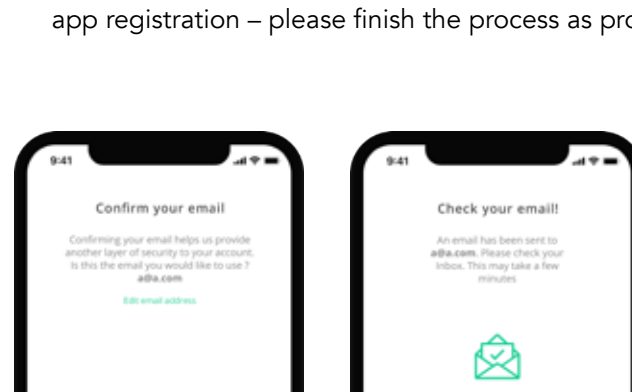 app registration – please finish the process as pro
9:41
Confirm your email
Confirming your email helps us provide
another layer of security to your account.
Is this the email you would like to use ?
a@a.com
Edit email address
9:41
Check your email!
An email has been sent to
a@a.com. Please check your
Inbox. This may take a few
minutes